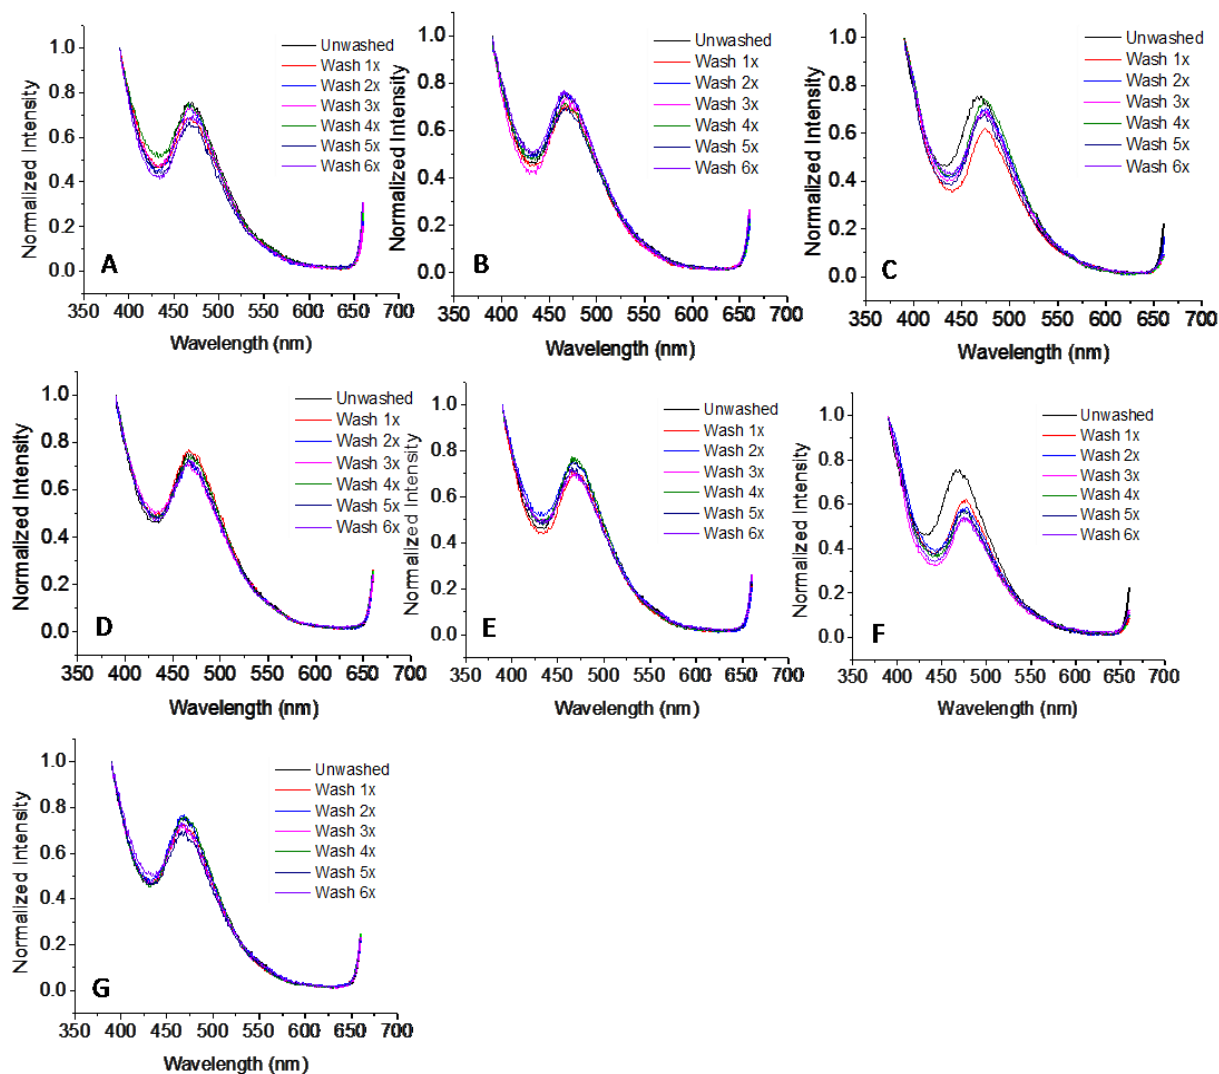 Normalized Intensity
1.0
0.8
0.6
0.4
0.2
0.0
Unwashed
Wash 1x
Wash 2x
Wash 3x
Wash 4x
Wash 5x
Wash 6x
A
350 400 450 500 550 600 650 700
Wavelength (nm)
Normalized Intensity
1.0
0.8
0.6
0.4
0.2
0.0
Unwashed
Wash 1x
Wash 2x
Wash 3x
Wash 4x
Wash 5x
Wash 6x
B
350 400 450 500 550 600 650 700
Wavelength (nm)
Normalized Intensity
1.0
0.8
0.6
0.4
0.2
0.0
Unwashed
Wash 1x
Wash 2x
Wash 3x
Wash 4x
Wash 5x
Wash 6x
C
350 400 450 500 550 600 650 700
Wavelength (nm)
Normalized Intensity
1.0
0.8
0.6
0.4
0.2
0.0
Unwashed
Wash 1x
Wash 2x
Wash 3x
Wash 4x
Wash 5x
Wash 6x
D
350 400 450 500 550 600 650 700
Wavelength (nm)
Normalized Intensity
1.0
0.8
0.6
0.4
0.2
0.0
Unwashed
Wash 1x
Wash 2x
Wash 3x
Wash 4x
Wash 5x
Wash 6x
E
350 400 450 500 550 600 650 700
Wavelength (nm)
Normalized Intensity
1.0
0.8
0.6
0.4
0.2
0.0
Unwashed
Wash 1x
Wash 2x
Wash 3x
Wash 4x
Wash 5x
Wash 6x
F
350 400 450 500 550 600 650 700
Wavelength (nm)
Normalized Intensity
1.0
0.8
0.6
0.4
0.2
0.0
Unwashed
Wash 1x
Wash 2x
Wash 3x
Wash 4x
Wash 5x
Wash 6x
G
350 400 450 500 550 600 650 700
Wavelength (nm)